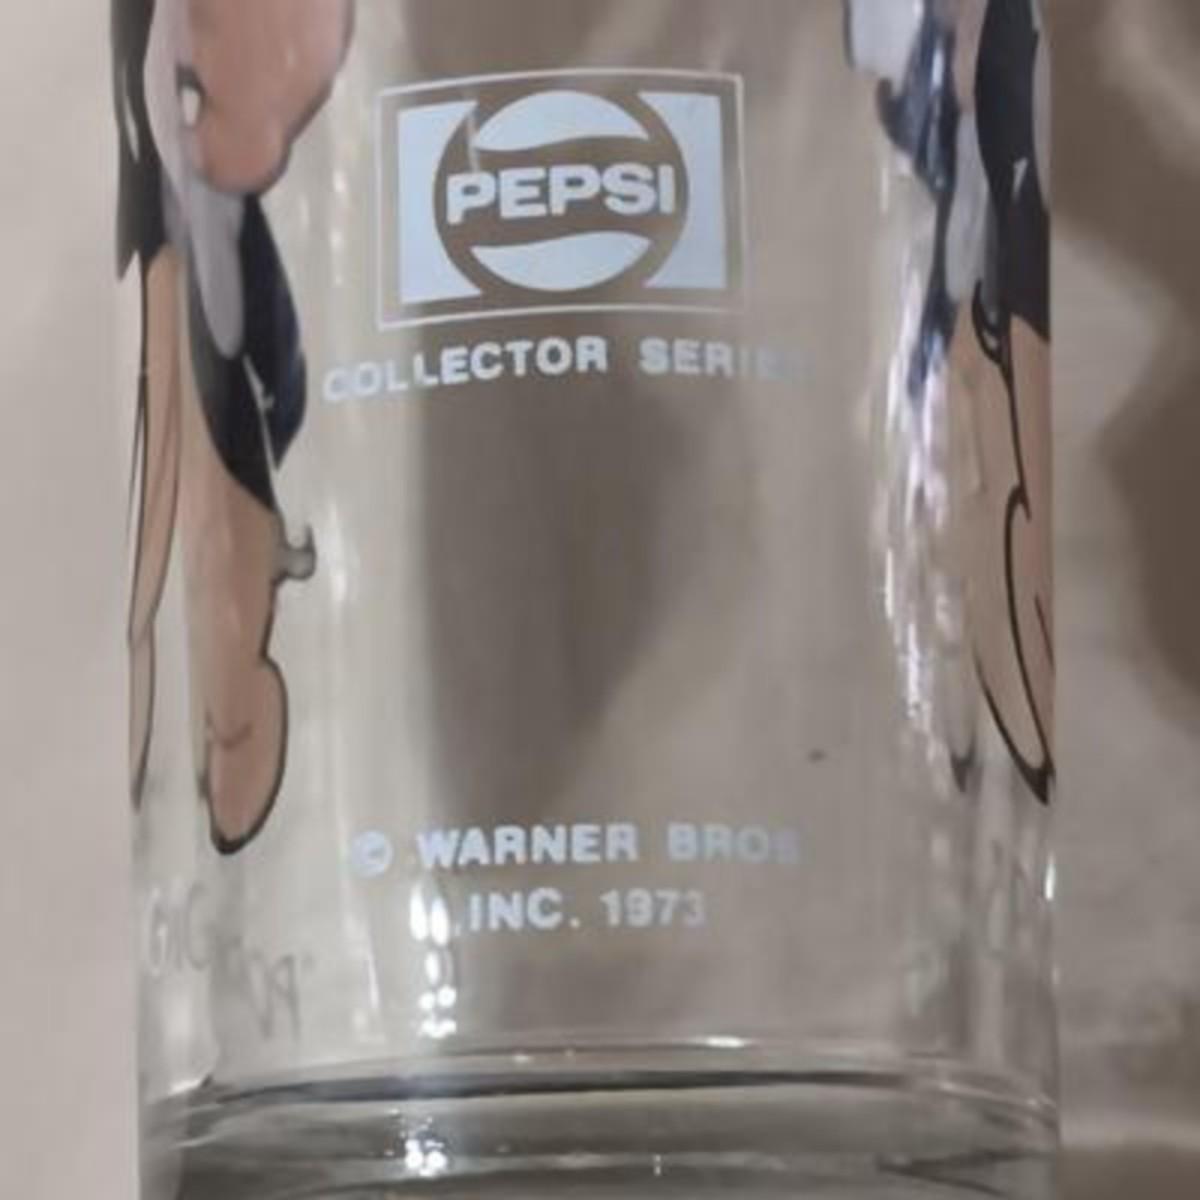 PEPSI
COLLECTOR SERIES
© WARNER BROS
INC. 1973